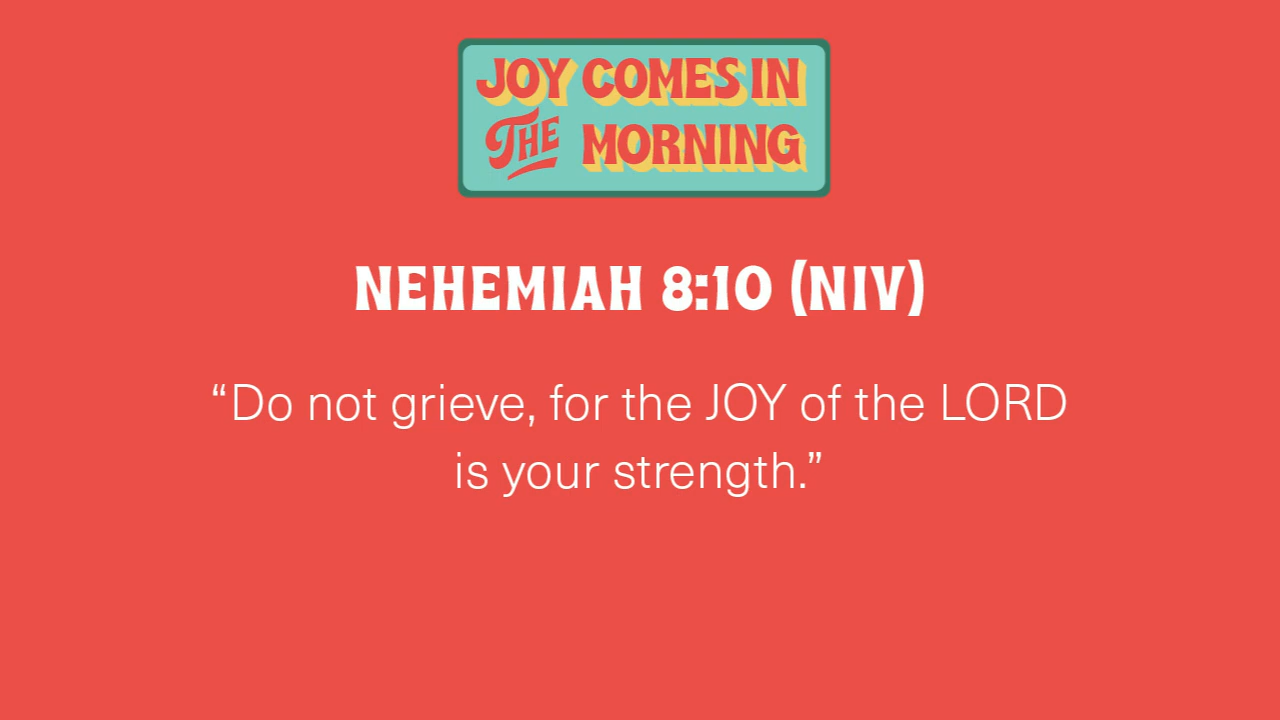 JOY COMES IN
THE MORNING
NEHEMIAH 8:10 (NIV)
“Do not grieve, for the JOY of the LORD
is your strength.”